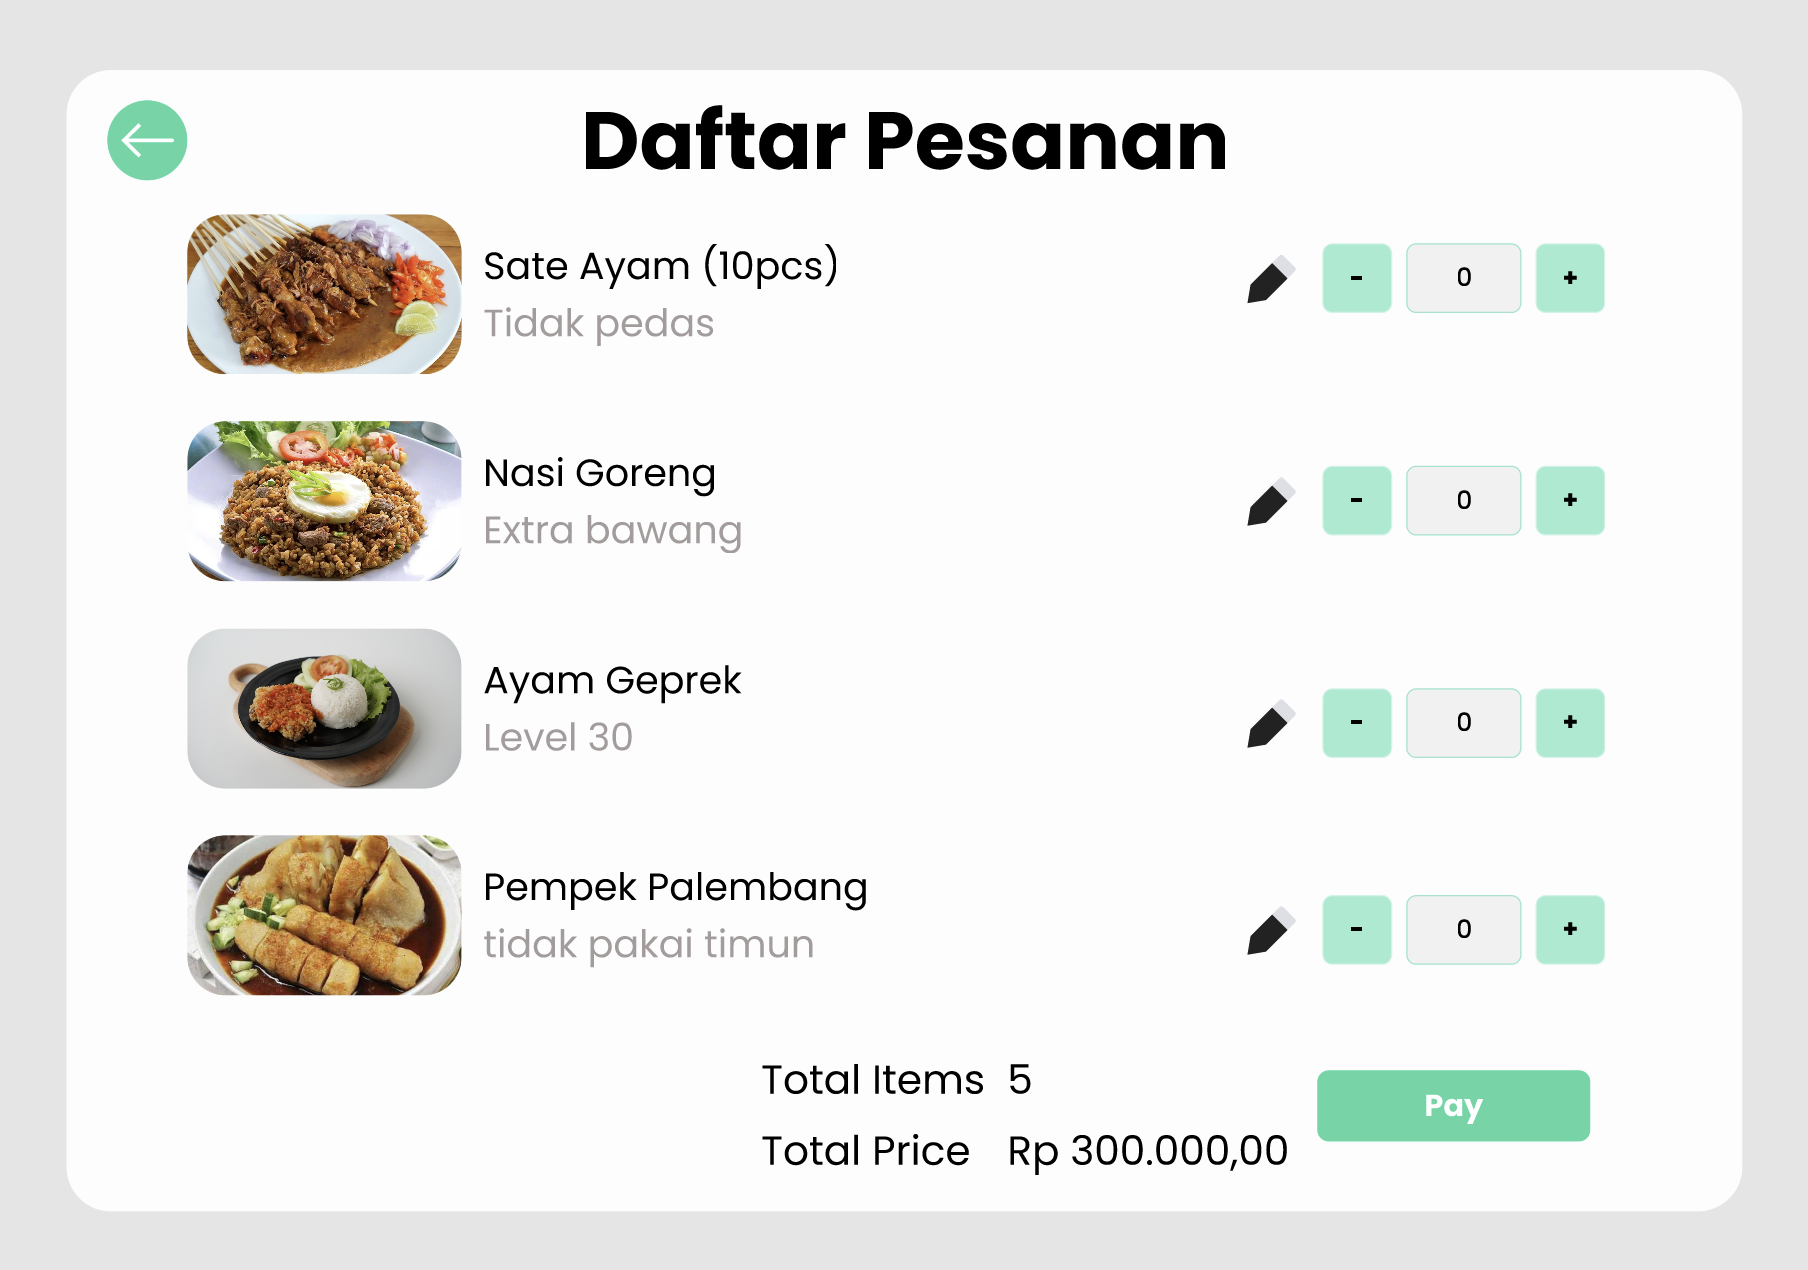 Daftar Pesanan
Sate Ayam (10pcs)
Tidak pedas
- 0 +
Nasi Goreng
Extra bawang
- 0 +
Ayam Geprek
Level 30
- 0 +
Pempek Palembang
tidak pakai timun
- 0 +
Total Items 5
Total Price Rp 300.000,00
Pay